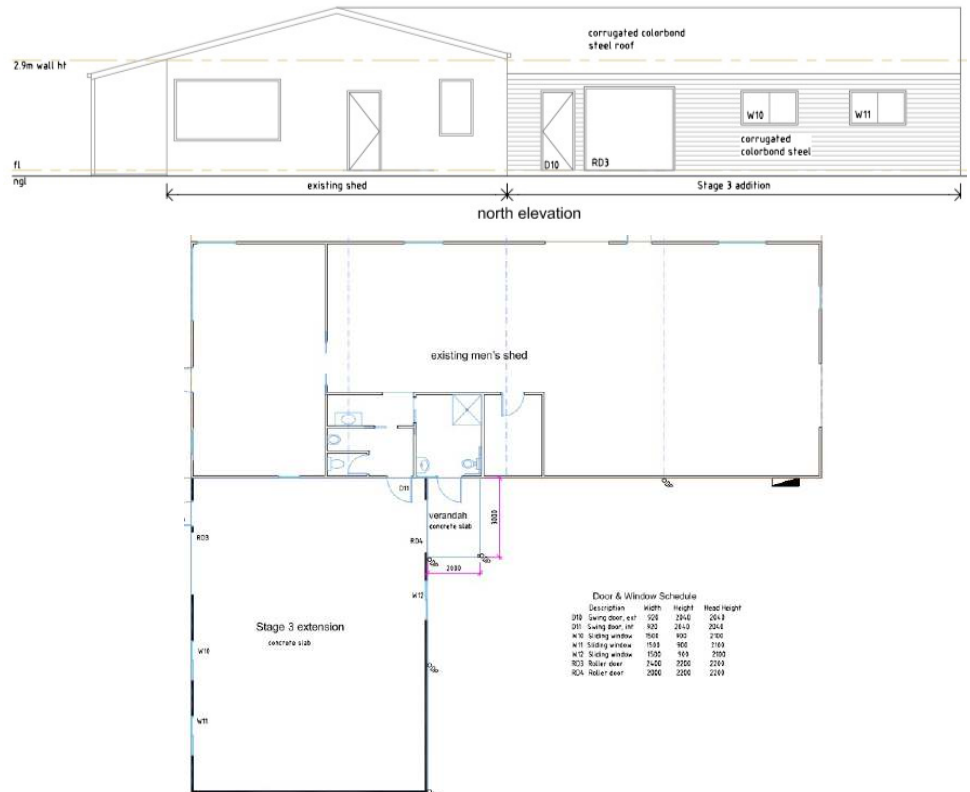 corrugated colorbond
steel roof
2.9m wall ht
W10
W11
corrugated
colorbond steel
D10
RD3
fl
ngl
existing shed
Stage 3 addition
north elevation
existing men's shed
D11
verandah
concrete slab
3000
RD3
RD4
DP
DP
DP
2000
W12
Stage 3 extension
concrete slab
DP
W10
W11
Door & Window Schedule
Description Width Height Head Height
D10 Swing door, ext 920 2040 2040
D11 Swing door, int 920 2040 2040
W10 Sliding window 1500 900 2100
W11 Sliding window 1500 900 2100
W12 Sliding window 1500 900 2100
RD3 Roller door 2400 2200 2200
RD4 Roller door 2000 2200 2200